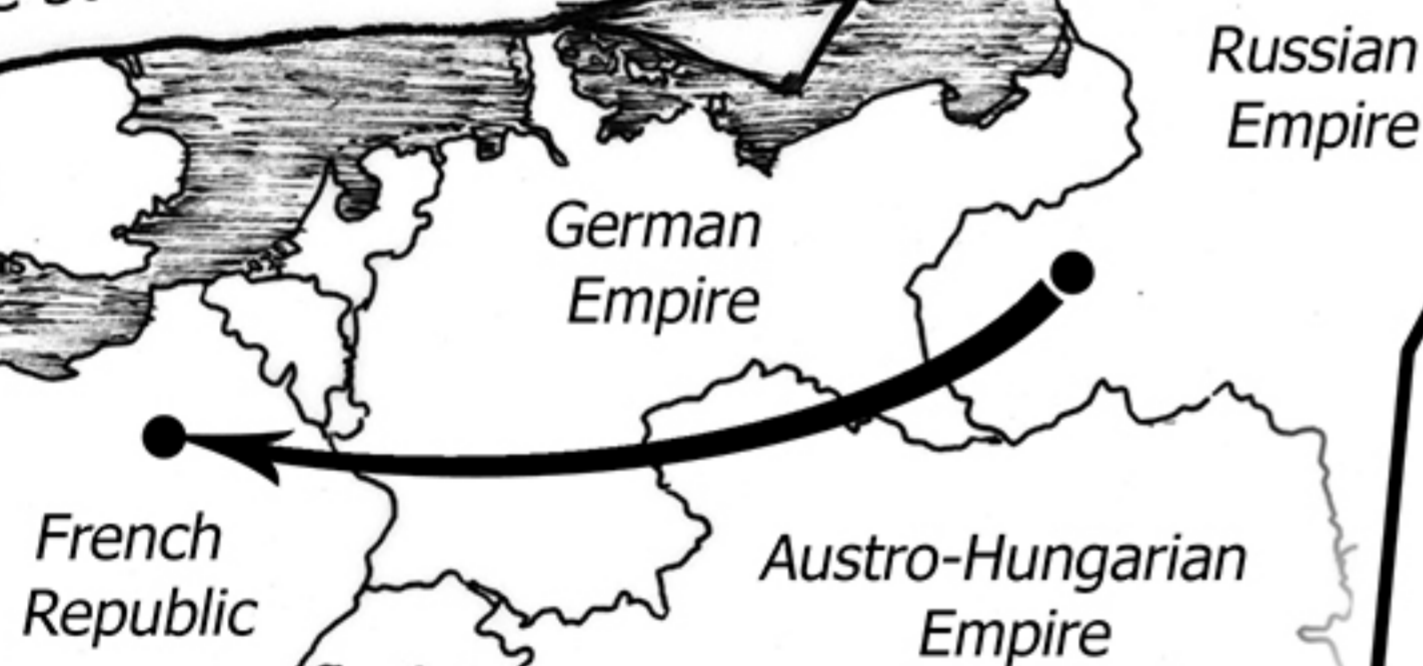 Russian
Empire
German
Empire
French
Republic
Austro-Hungarian
Empire